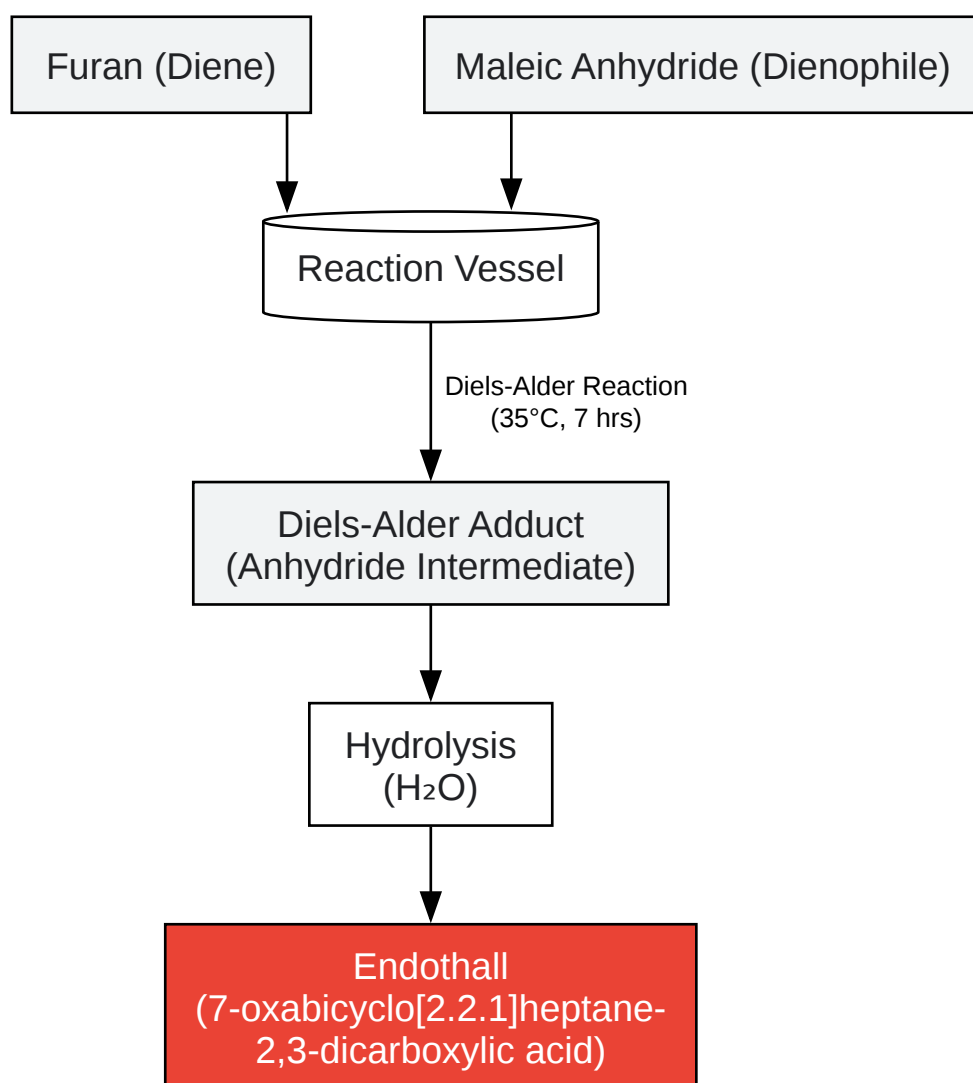 Furan (Diene)
Maleic Anhydride (Dienophile)
Reaction Vessel
Diels-Alder Reaction
(35°C, 7 hrs)
Diels-Alder Adduct
(Anhydride Intermediate)
Hydrolysis
(H₂O)
Endothall
(7-oxabicyclo[2.2.1]heptane-
2,3-dicarboxylic acid)